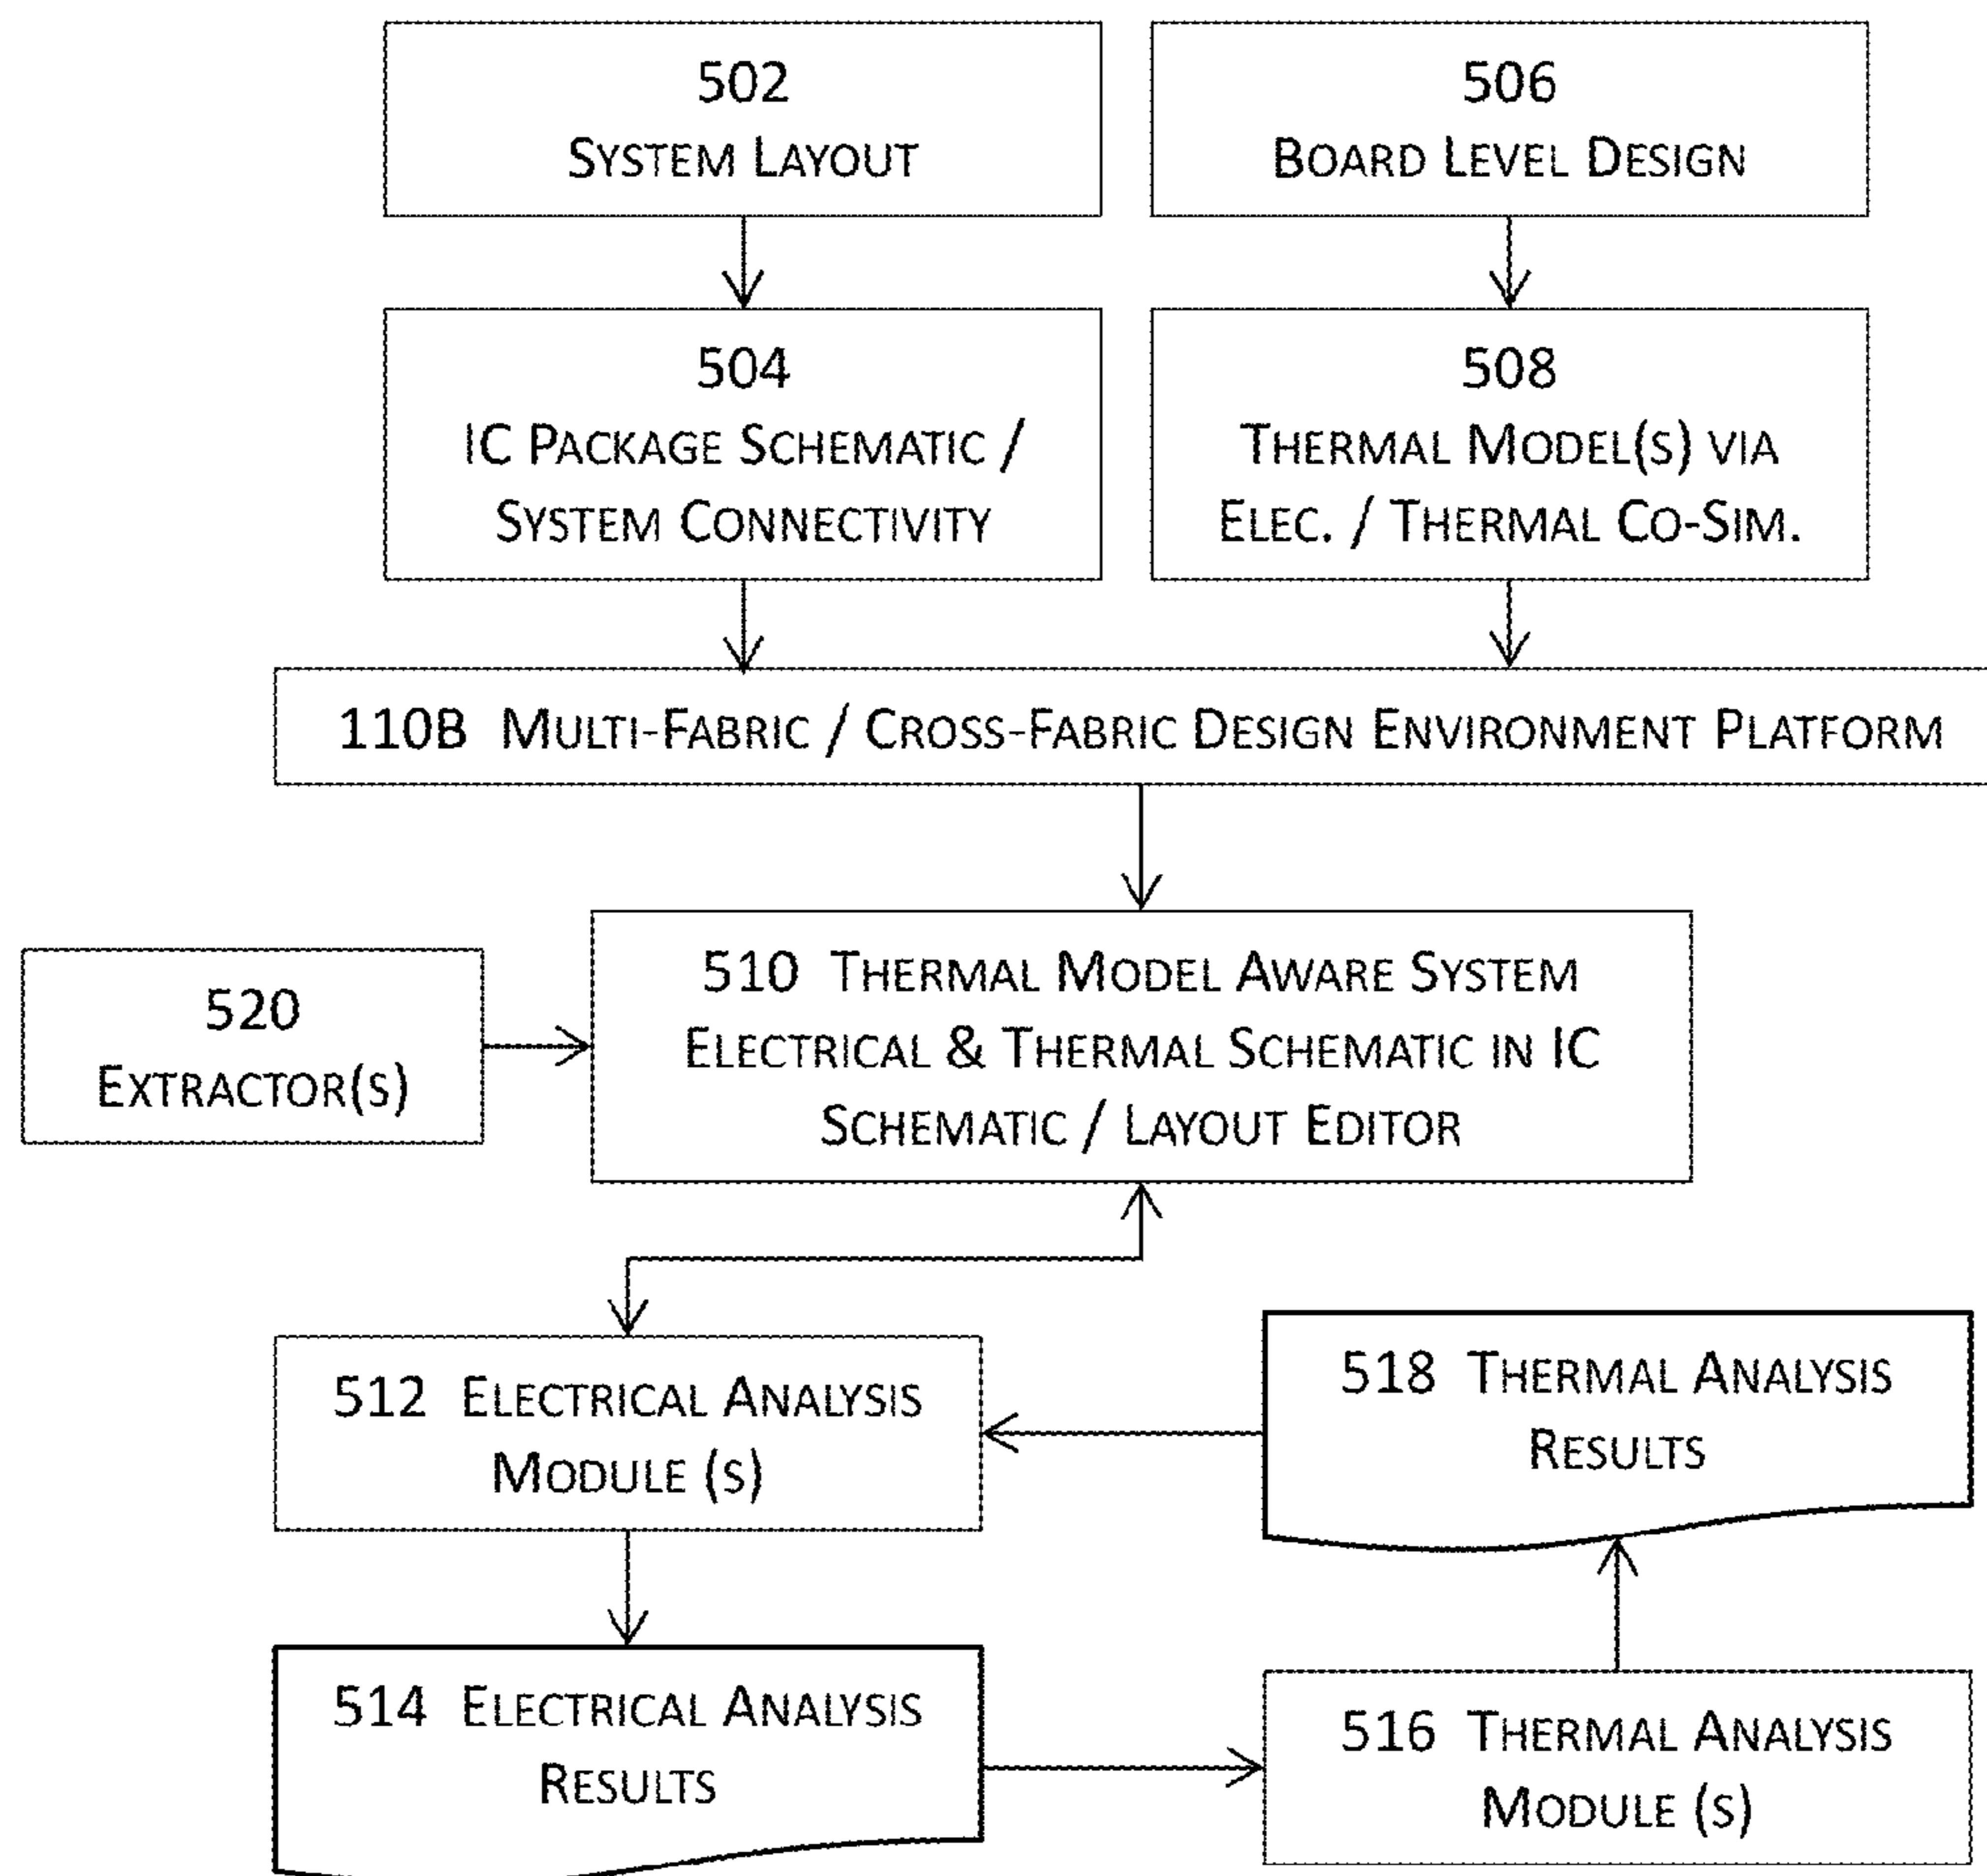 502
SYSTEM LAYOUT
506
BOARD LEVEL DESIGN
504
IC PACKAGE SCHEMATIC /
SYSTEM CONNECTIVITY
508
THERMAL MODEL(S) VIA
ELEC. / THERMAL CO-SIM.
110B MULTI-FABRIC / CROSS-FABRIC DESIGN ENVIRONMENT PLATFORM
520
EXTRACTOR(S)
510 THERMAL MODEL AWARE SYSTEM
ELECTRICAL & THERMAL SCHEMATIC IN IC
SCHEMATIC / LAYOUT EDITOR
512 ELECTRICAL ANALYSIS
MODULE (S)
518 THERMAL ANALYSIS
RESULTS
514 ELECTRICAL ANALYSIS
RESULTS
516 THERMAL ANALYSIS
MODULE (S)